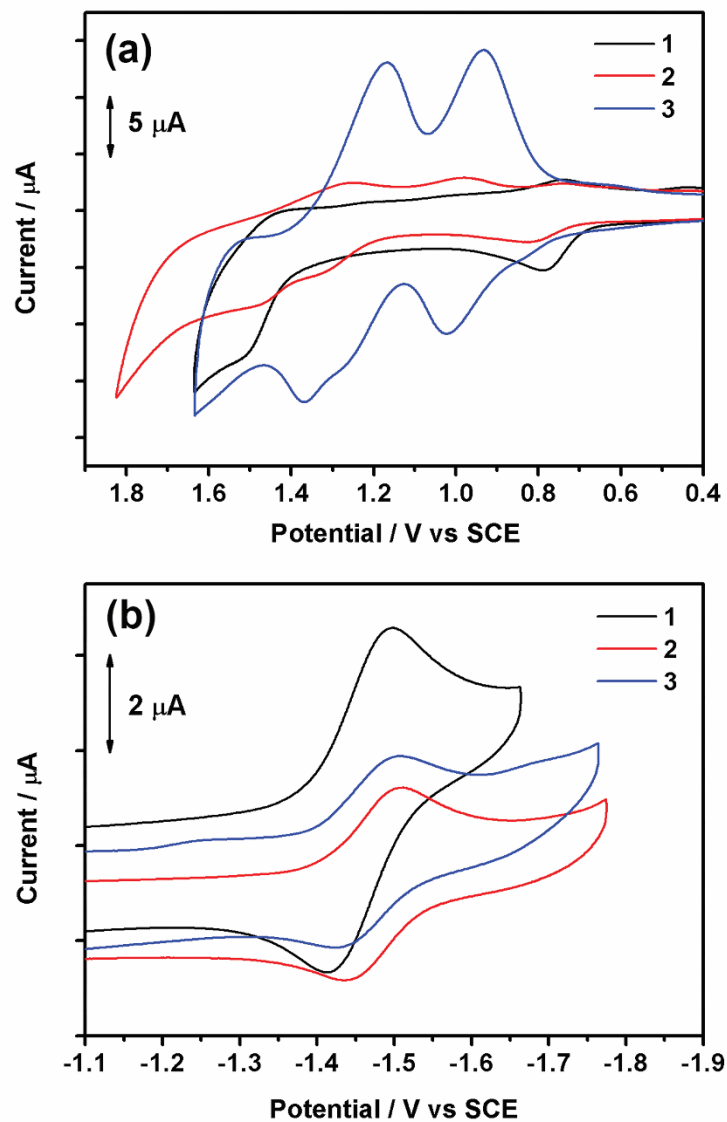 (a)
1
2
3
5 μA
Current / μA
1.8 1.6 1.4 1.2 1.0 0.8 0.6 0.4
Potential / V vs SCE
(b)
1
2
3
2 μA
Current / μA
-1.1 -1.2 -1.3 -1.4 -1.5 -1.6 -1.7 -1.8 -1.9
Potential / V vs SCE